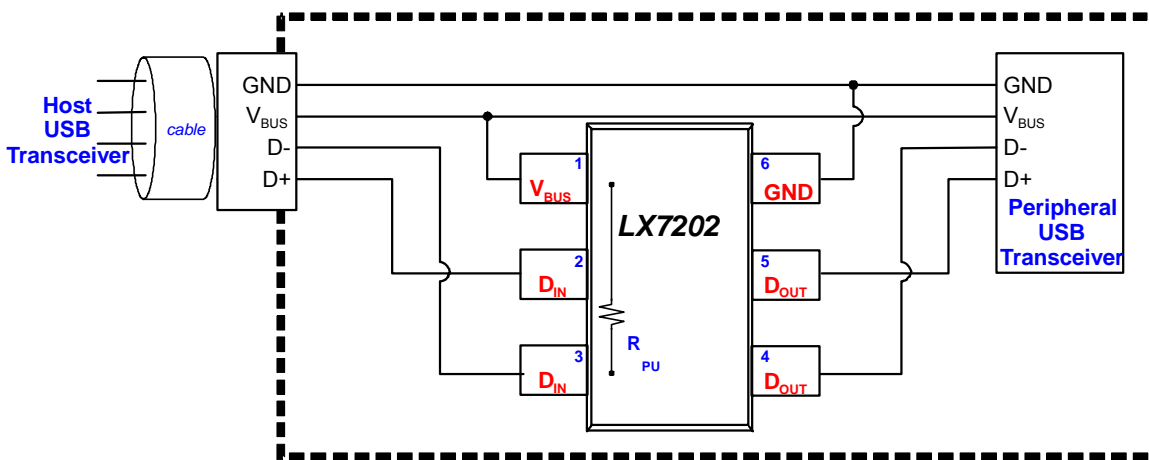 Host
USB
Transceiver
cable
GND
VBUS
D-
D+
1
VBUS
2
DIN
3
DIN
LX7202
RPU
6
GND
5
DOUT
4
DOUT
GND
VBUS
D-
D+
Peripheral
USB
Transceiver